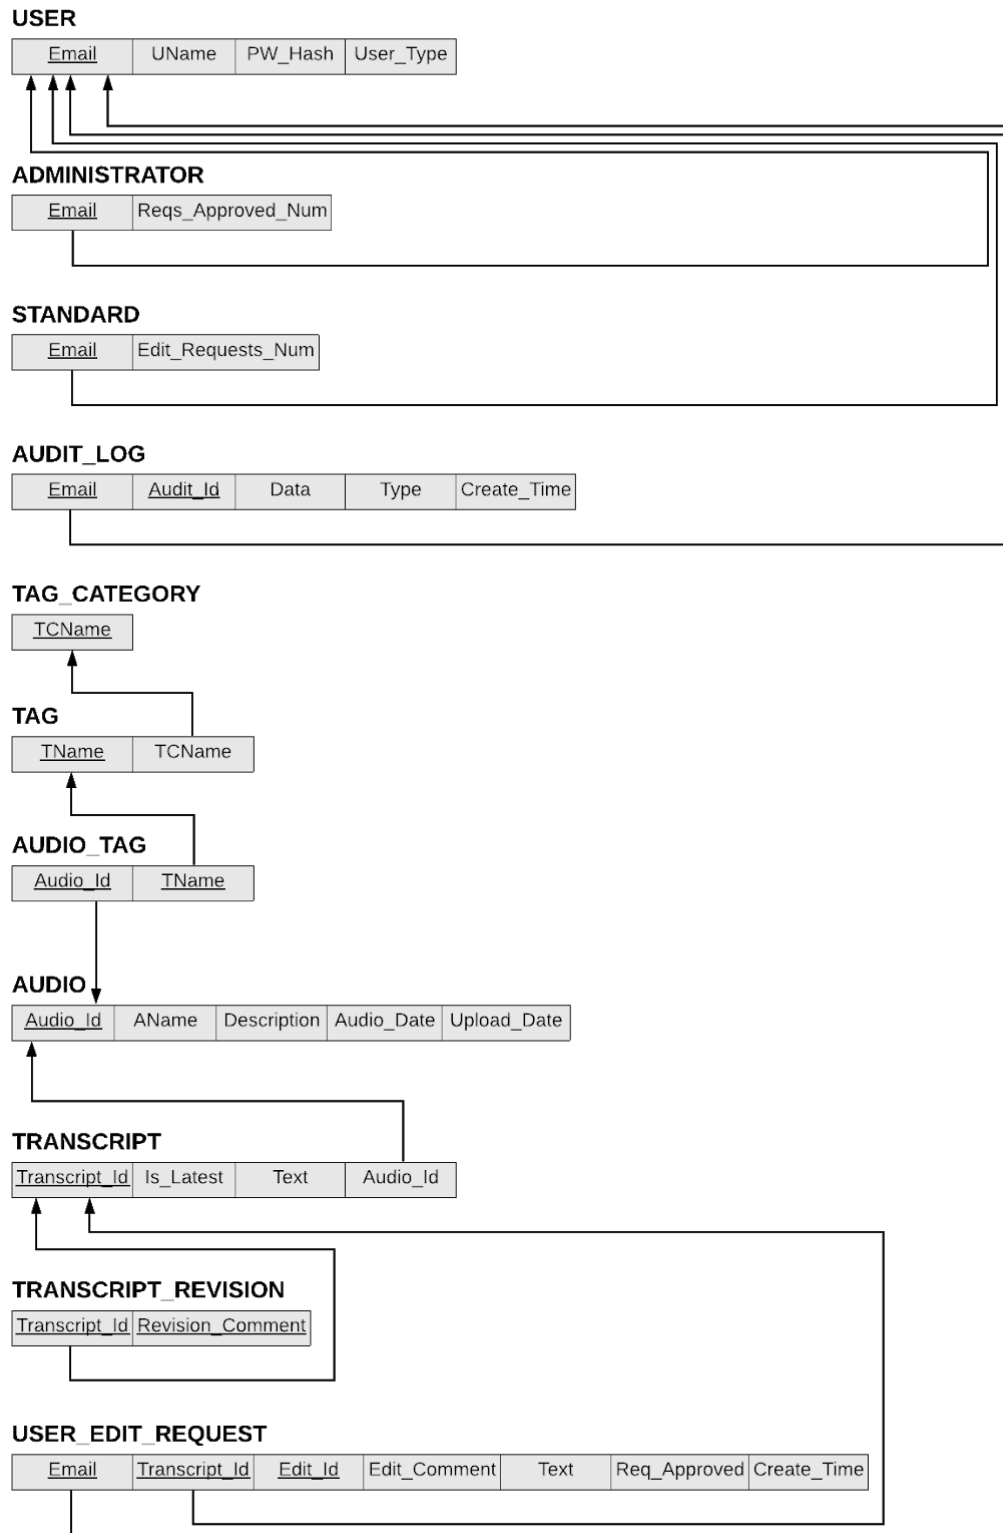 USER
Email UName PW_Hash User_Type
ADMINISTRATOR
Email Reqs_Approved_Num
STANDARD
Email Edit_Requests_Num
AUDIT_LOG
Email Audit_Id Data Type Create_Time
TAG_CATEGORY
TCName
TAG
TName TCName
AUDIO_TAG
Audio_Id TName
AUDIO
Audio_Id AName Description Audio_Date Upload_Date
TRANSCRIPT
Transcript_Id Is_Latest Text Audio_Id
TRANSCRIPT_REVISION
Transcript_Id Revision_Comment
USER_EDIT_REQUEST
Email Transcript_Id Edit_Id Edit_Comment Text Req_Approved Create_Time